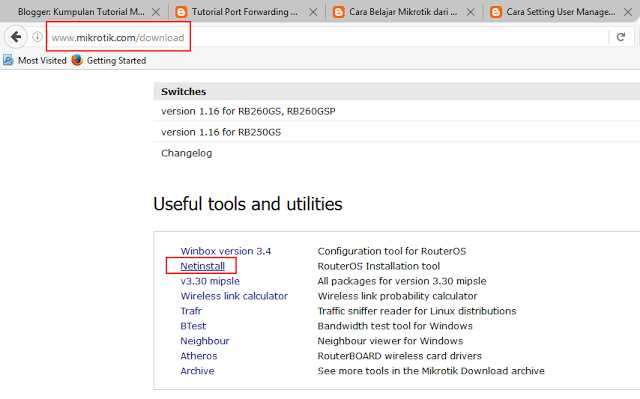 Blogger: Kumpulan Tutorial M...
Tutorial Port Forwarding ...
Cara Belajar Mikrotik dari ...
Cara Setting User Manage...
www.mikrotik.com/download
Most Visited
Getting Started
Switches
version 1.16 for RB260GS, RB260GSP
version 1.16 for RB250GS
Changelog
Useful tools and utilities
Winbox version 3.4 Configuration tool for RouterOS
Netinstall RouterOS Installation tool
v3.30 mipsle All packages for version 3.30 mipsle
Wireless link calculator Wireless link probability calculator
Trafr Traffic sniffer reader for Linux distributions
BTest Bandwidth test tool for Windows
Neighbour Neighbour viewer for Windows
Atheros RouterBOARD wireless card drivers
Archive See more tools in the Mikrotik Download archive